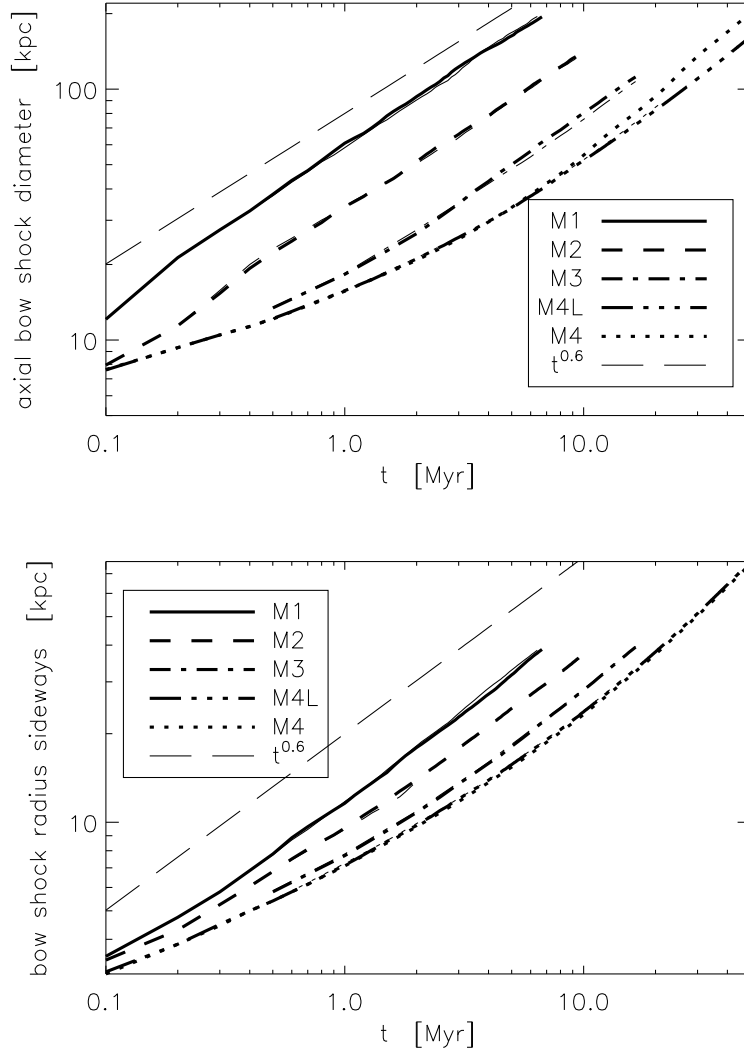 axial bow shock diameter [kpc]
100
10
M1
M2
M3
M4L
M4
t^0.6
0.1 1.0 10.0
t [Myr]
bow shock radius sideways [kpc]
M1
M2
M3
M4L
M4
t^0.6
10
0.1 1.0 10.0
t [Myr]